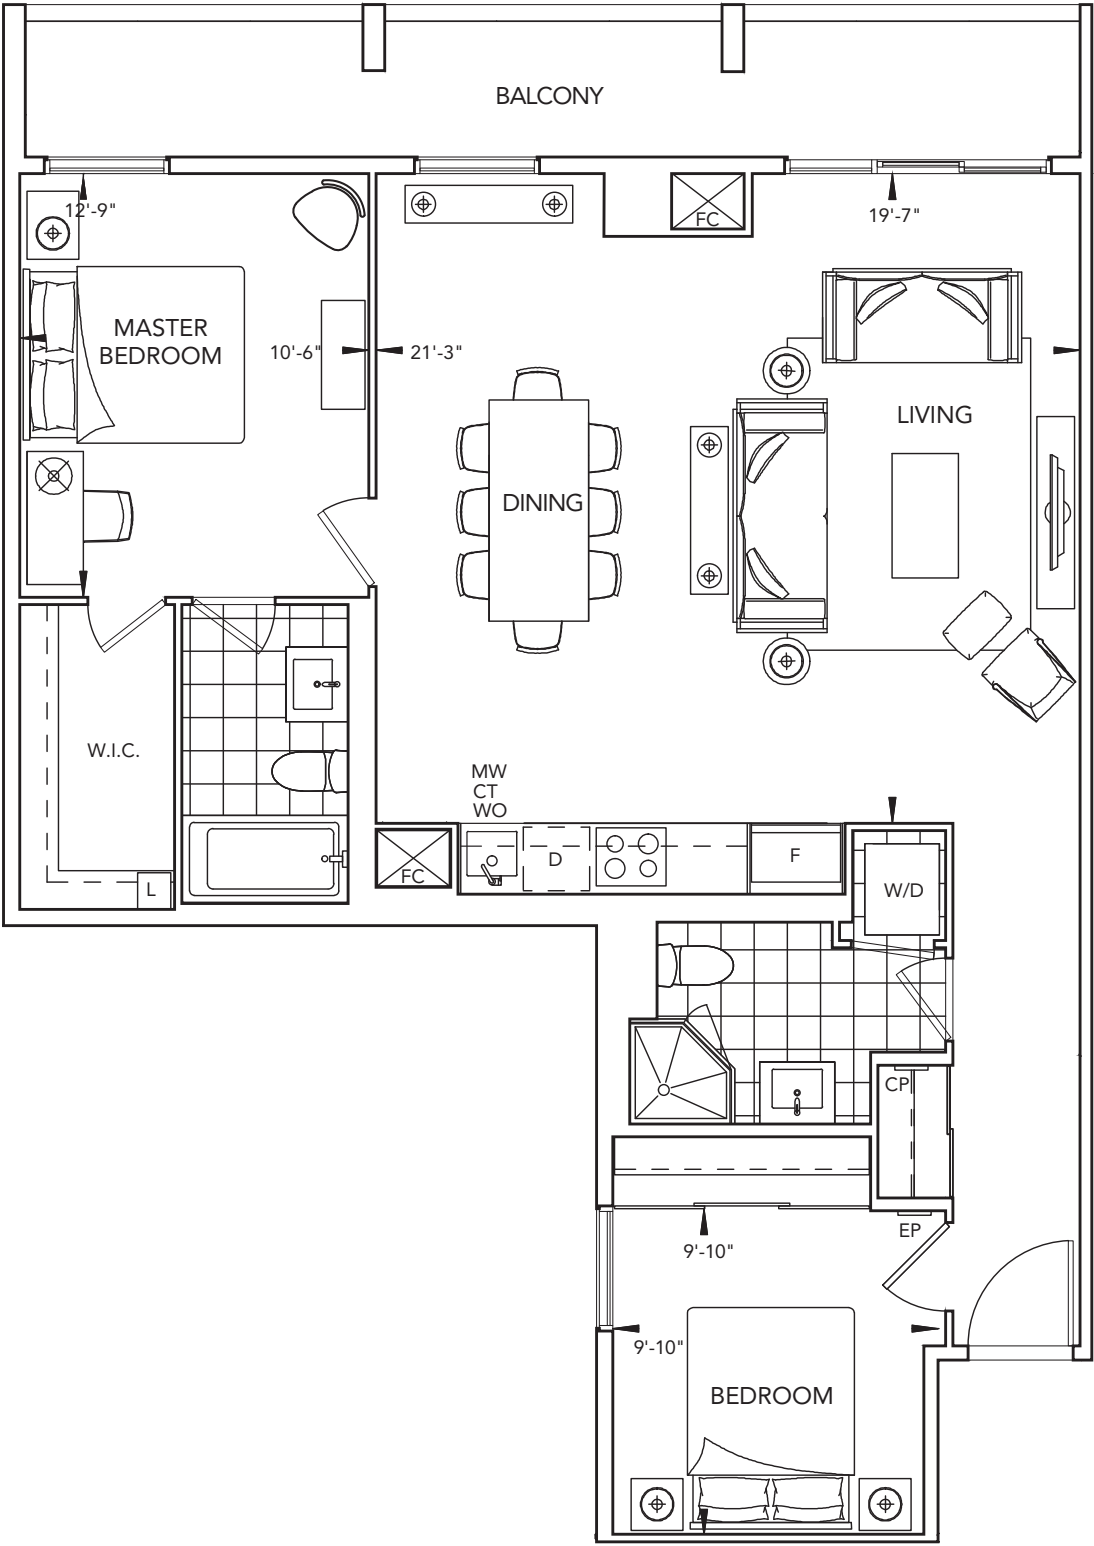 BALCONY
12'-9"
FC
19'-7"
MASTER
BEDROOM
10'-6"
21'-3"
LIVING
DINING
W.I.C.
MW
CT
WO
L
FC
D
F
W/D
CP
EP
9'-10"
9'-10"
BEDROOM